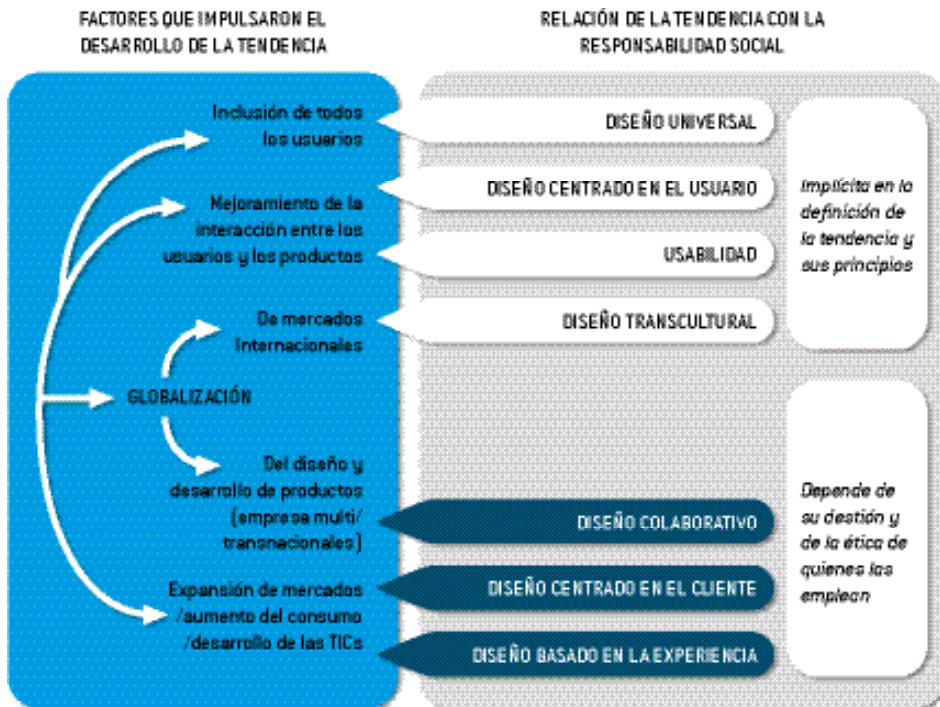 FACTORES QUE IMPULSARON EL
DESARROLLO DE LA TENDENCIA
RELACIÓN DE LA TENDENCIA CON LA
RESPONSABILIDAD SOCIAL
Inclusión de todos
los usuarios
Mejoramiento de la
interacción entre los
usuarios y los productos
De mercados
Internacionales
GLOBALIZACIÓN
Del diseño y
desarrollo de productos
(empresa multi/
transnacionales)
Expansión de mercados
/aumento del consumo
/desarrollo de las TICs
DISEÑO UNIVERSAL
DISEÑO CENTRADO EN EL USUARIO
USABILIDAD
DISEÑO TRANSCULTURAL
DISEÑO COLABORATIVO
DISEÑO CENTRADO EN EL CLIENTE
DISEÑO BASADO EN LA EXPERIENCIA
Implícita en la
definición de
la tendencia y
sus principios
Depende de
su destión y
de la ética de
quienes las
emplean